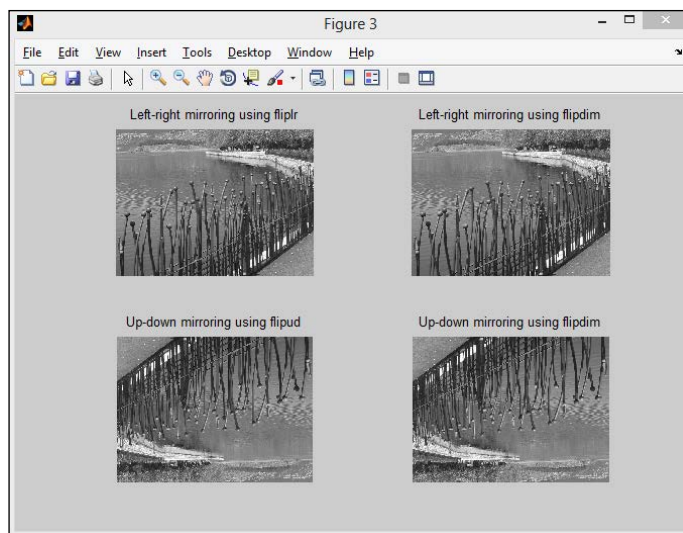 Figure 3
File Edit View Insert Tools Desktop Window Help
Left-right mirroring using fliplr
Left-right mirroring using flipdim
Up-down mirroring using flipud
Up-down mirroring using flipdim